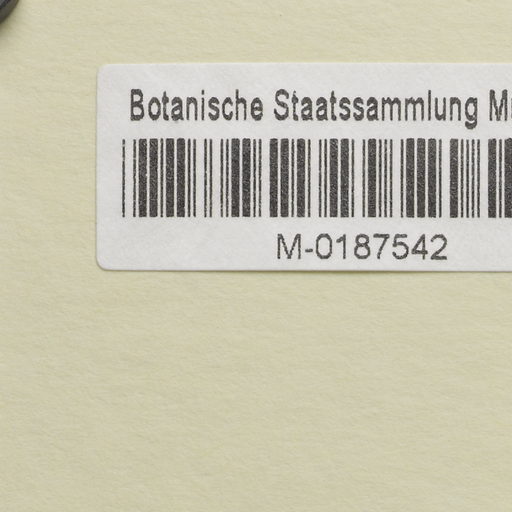 Botanische Staatssammlung
M-0187542